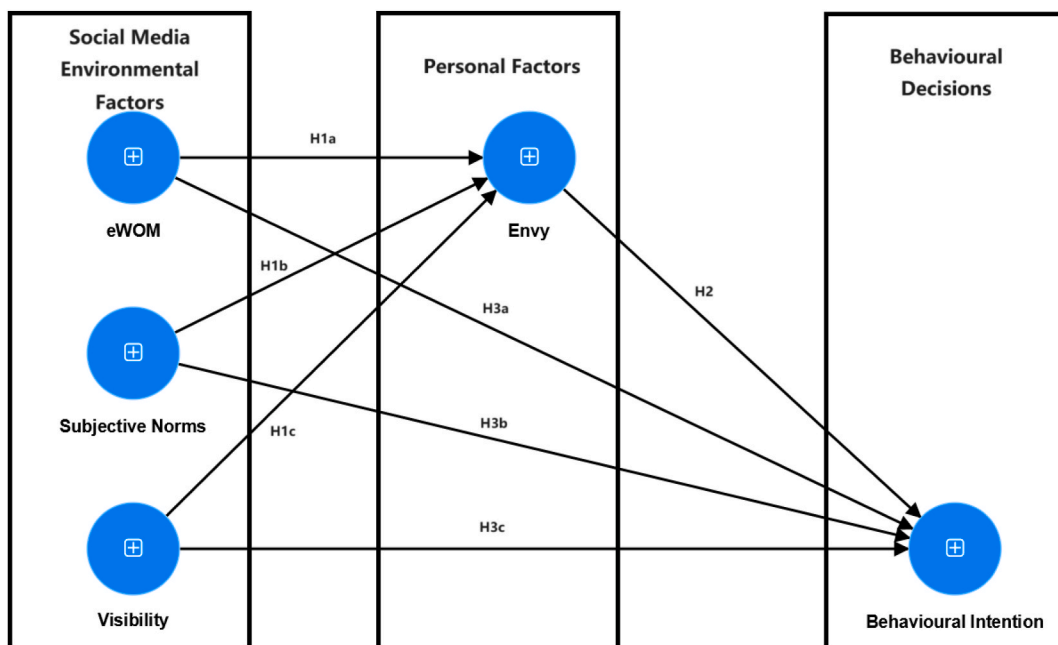 Social Media
Environmental
Factors
Personal Factors
Behavioural
Decisions
H1a
eWOM
Envy
H1b
H2
H3a
Subjective Norms
H3b
H1c
H3c
Visibility
Behavioural Intention